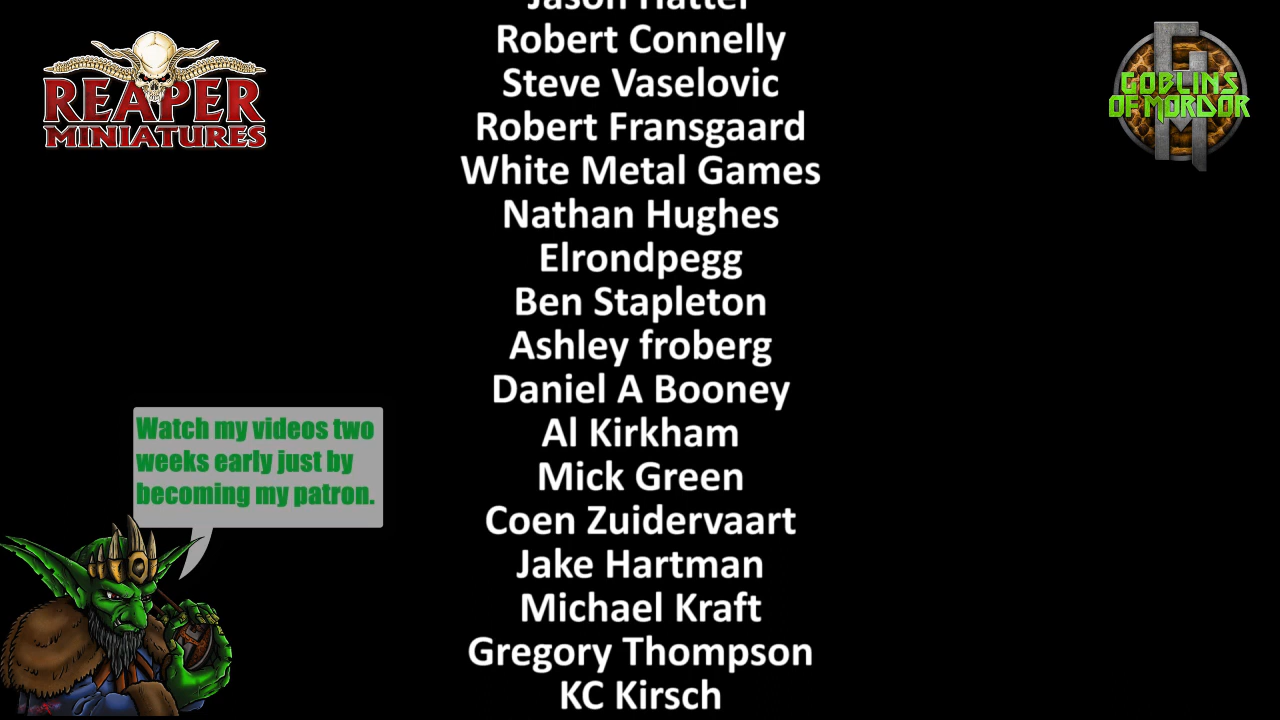 Jason Hatter
Robert Connelly
Steve Vaselovic
Robert Fransgaard
White Metal Games
Nathan Hughes
Elrondpegg
Ben Stapleton
Ashley froberg
Daniel A Booney
Al Kirkham
Mick Green
Coen Zuidervaart
Jake Hartman
Michael Kraft
Gregory Thompson
KC Kirsch
REAPER
MINIATURES
GOBLINS
OF MORDOR
Watch my videos two
weeks early just by
becoming my patron.